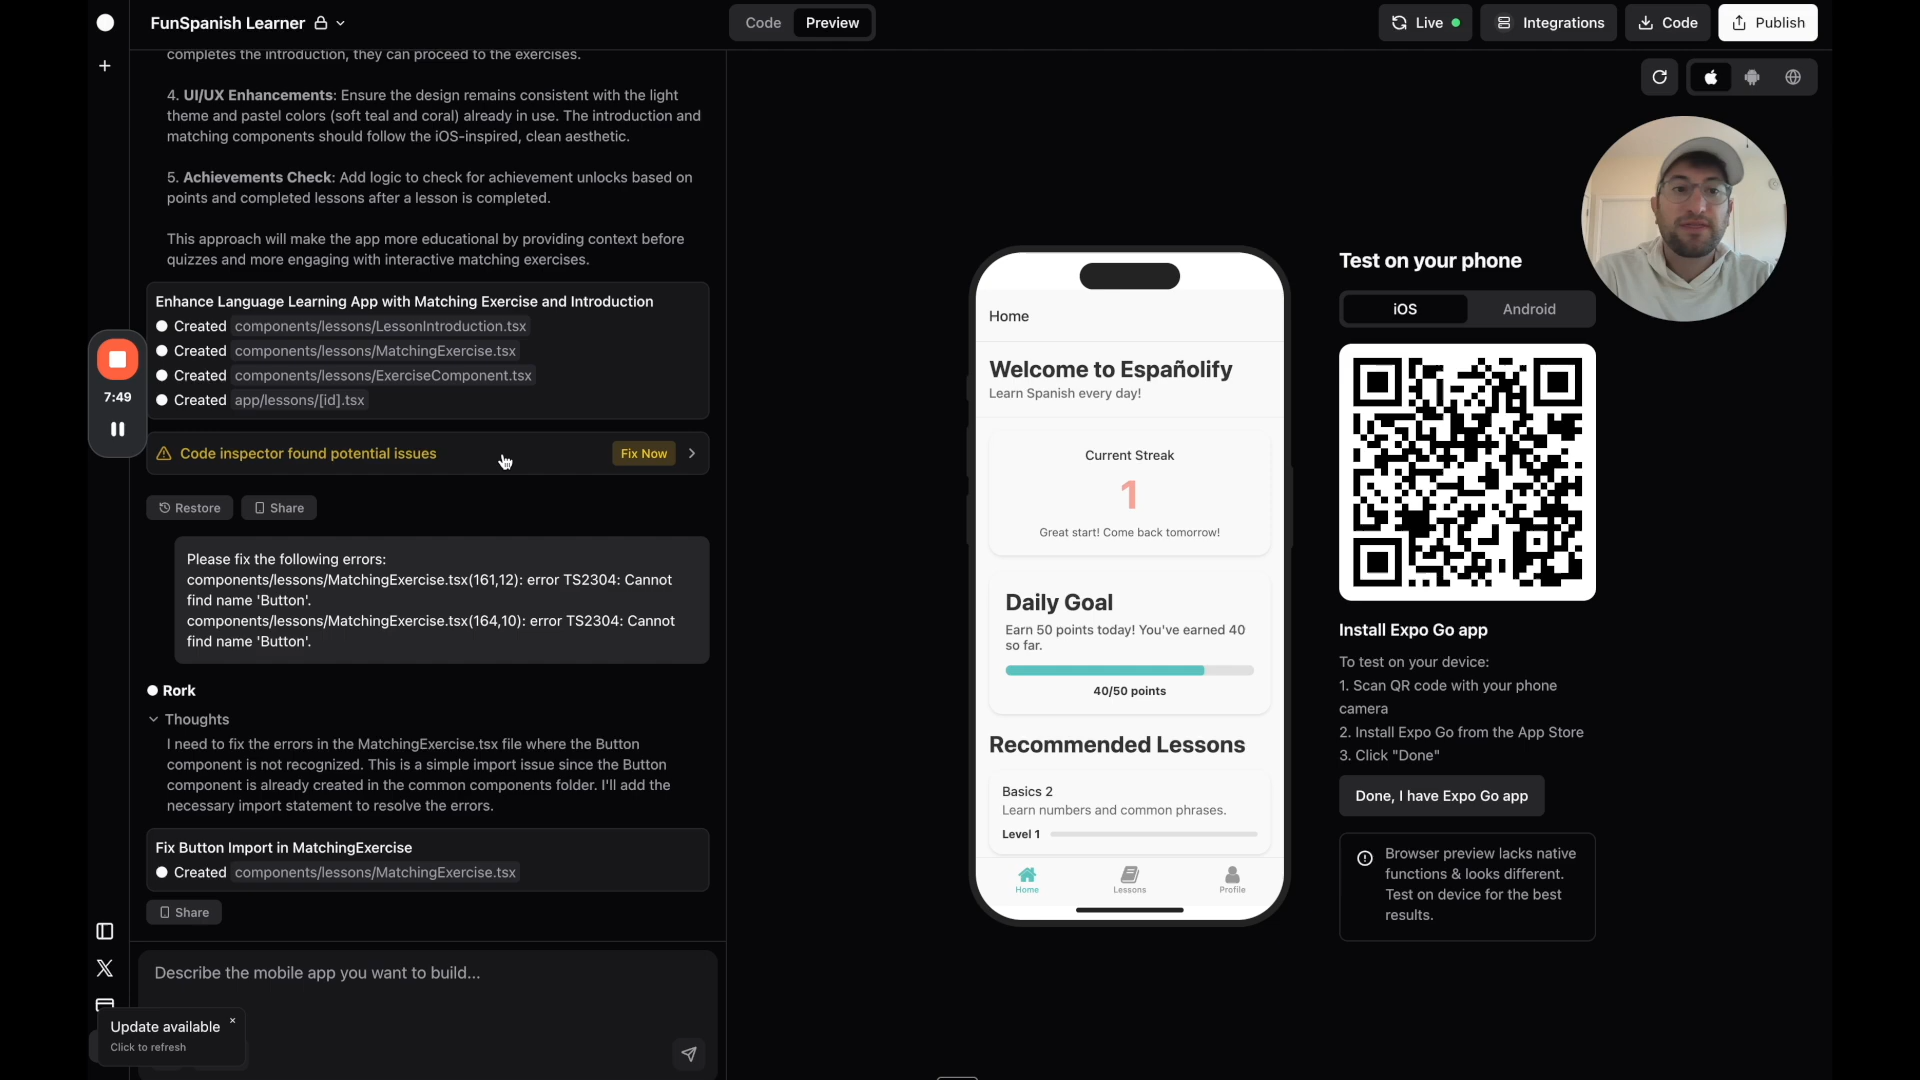 FunSpanish Learner
Code
Preview
Live
Integrations
Code
Publish
completes the introduction, they can proceed to the exercises.
4. UI/UX Enhancements: Ensure the design remains consistent with the light
theme and pastel colors (soft teal and coral) already in use. The introduction and
matching components should follow the iOS-inspired, clean aesthetic.
5. Achievements Check: Add logic to check for achievement unlocks based on
points and completed lessons after a lesson is completed.
This approach will make the app more educational by providing context before
quizzes and more engaging with interactive matching exercises.
Enhance Language Learning App with Matching Exercise and Introduction
Created components/lessons/LessonIntroduction.tsx
Created components/lessons/MatchingExercise.tsx
Created components/lessons/ExerciseComponent.tsx
Created app/lessons/[id].tsx
7:49
Code inspector found potential issues
Fix Now
Restore
Share
Please fix the following errors:
components/lessons/MatchingExercise.tsx(161,12): error TS2304: Cannot
find name 'Button'.
components/lessons/MatchingExercise.tsx(164,10): error TS2304: Cannot
find name 'Button'.
Rork
Thoughts
I need to fix the errors in the MatchingExercise.tsx file where the Button
component is not recognized. This is a simple import issue since the Button
component is already created in the common components folder. I'll add the
necessary import statement to resolve the errors.
Fix Button Import in MatchingExercise
Created components/lessons/MatchingExercise.tsx
Share
Describe the mobile app you want to build...
Update available
×
Click to refresh
Home
Welcome to Españolify
Learn Spanish every day!
Current Streak
1
Great start! Come back tomorrow!
Daily Goal
Earn 50 points today! You've earned 40
so far.
40/50 points
Recommended Lessons
Basics 2
Learn numbers and common phrases.
Level 1
Home
Lessons
Profile
Test on your phone
iOS
Android
Install Expo Go app
To test on your device:
1. Scan QR code with your phone
camera
2. Install Expo Go from the App Store
3. Click "Done"
Done, I have Expo Go app
Browser preview lacks native
functions & looks different.
Test on device for the best
results.